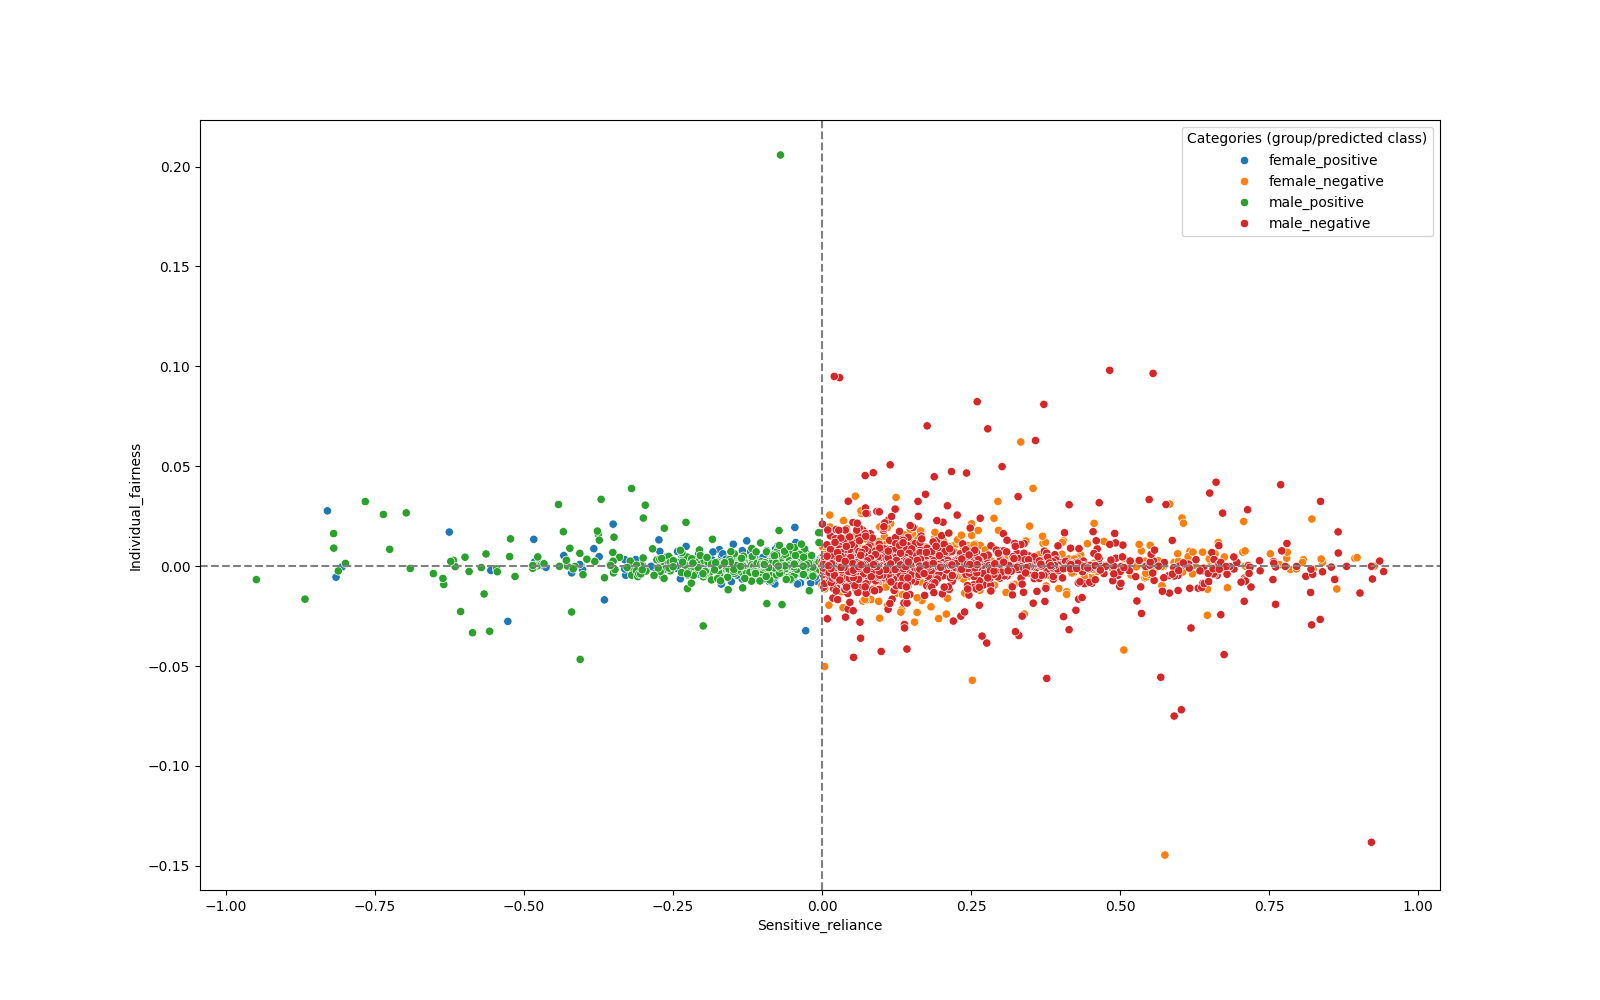 Categories (group/predicted class)
female_positive
female_negative
male_positive
male_negative
0.20
0.15
0.10
0.05
0.00
−0.05
−0.10
−0.15
Individual_fairness
−1.00 −0.75 −0.50 −0.25 0.00 0.25 0.50 0.75 1.00
Sensitive_reliance